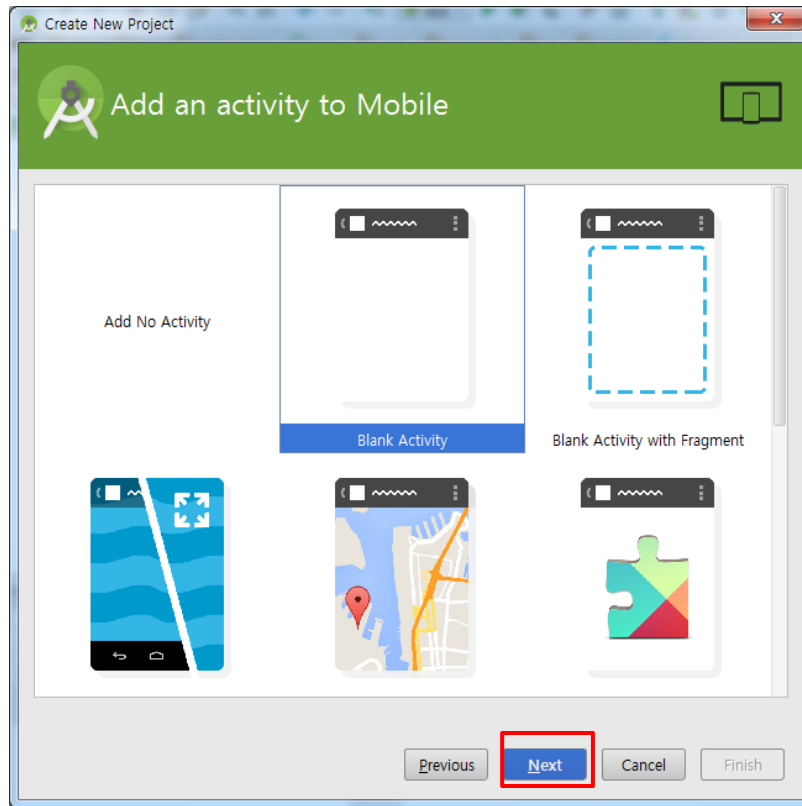 Create New Project
Add an activity to Mobile
Add No Activity
Blank Activity
Blank Activity with Fragment
Previous
Next
Cancel
Finish